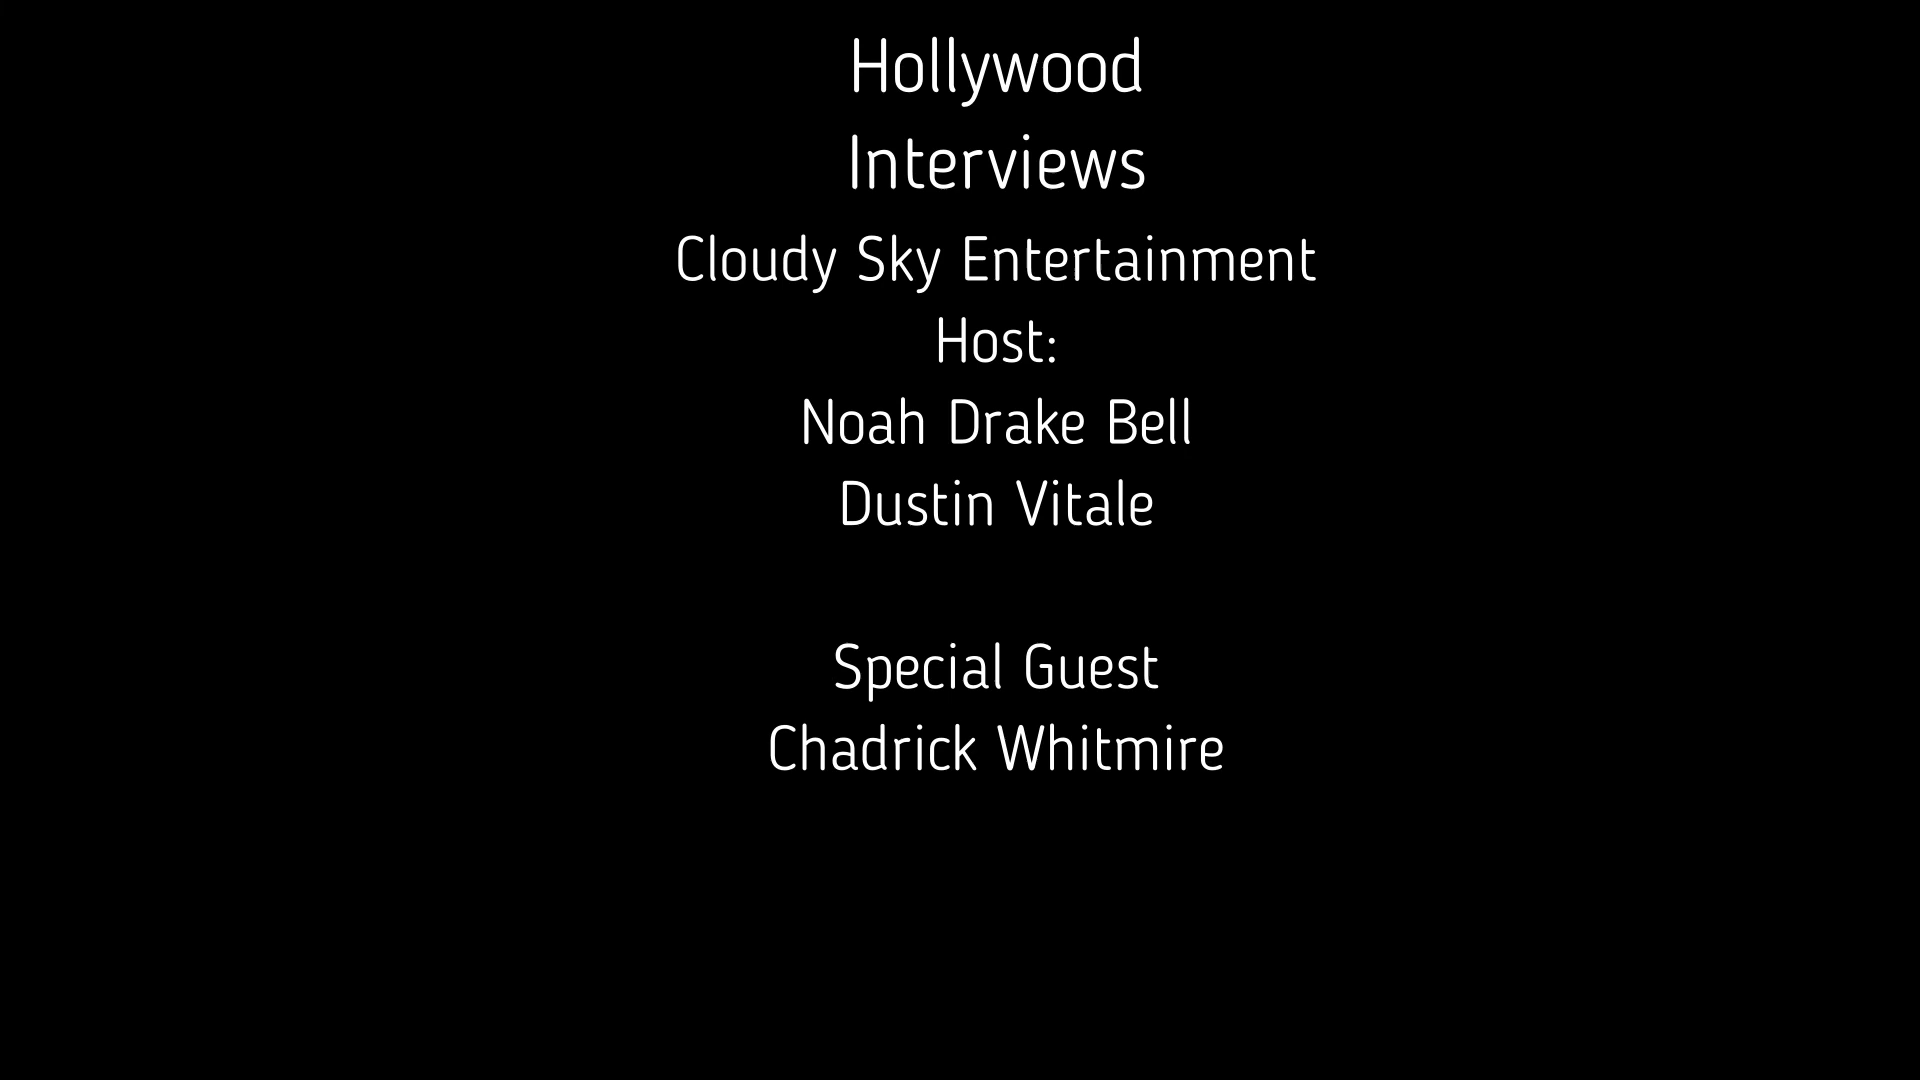 Hollywood
Interviews
Cloudy Sky Entertainment
Host:
Noah Drake Bell
Dustin Vitale
Special Guest
Chadrick Whitmire